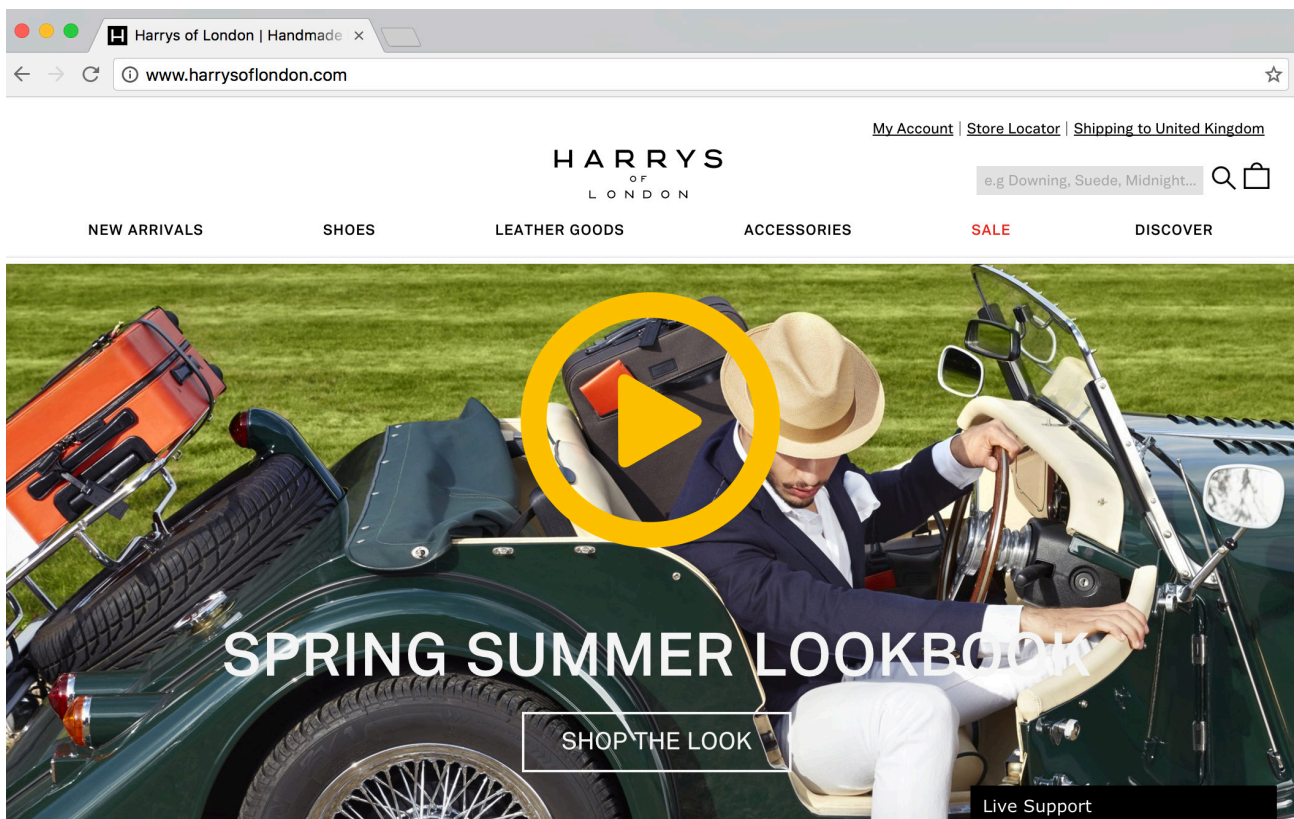 Harrys of London | Handmade
www.harrysoflondon.com
My Account | Store Locator | Shipping to United Kingdom
HARRYS
OF
LONDON
e.g Downing, Suede, Midnight...
NEW ARRIVALS SHOES LEATHER GOODS ACCESSORIES SALE DISCOVER
SPRING SUMMER LOOKBOOK
SHOP THE LOOK
Live Support